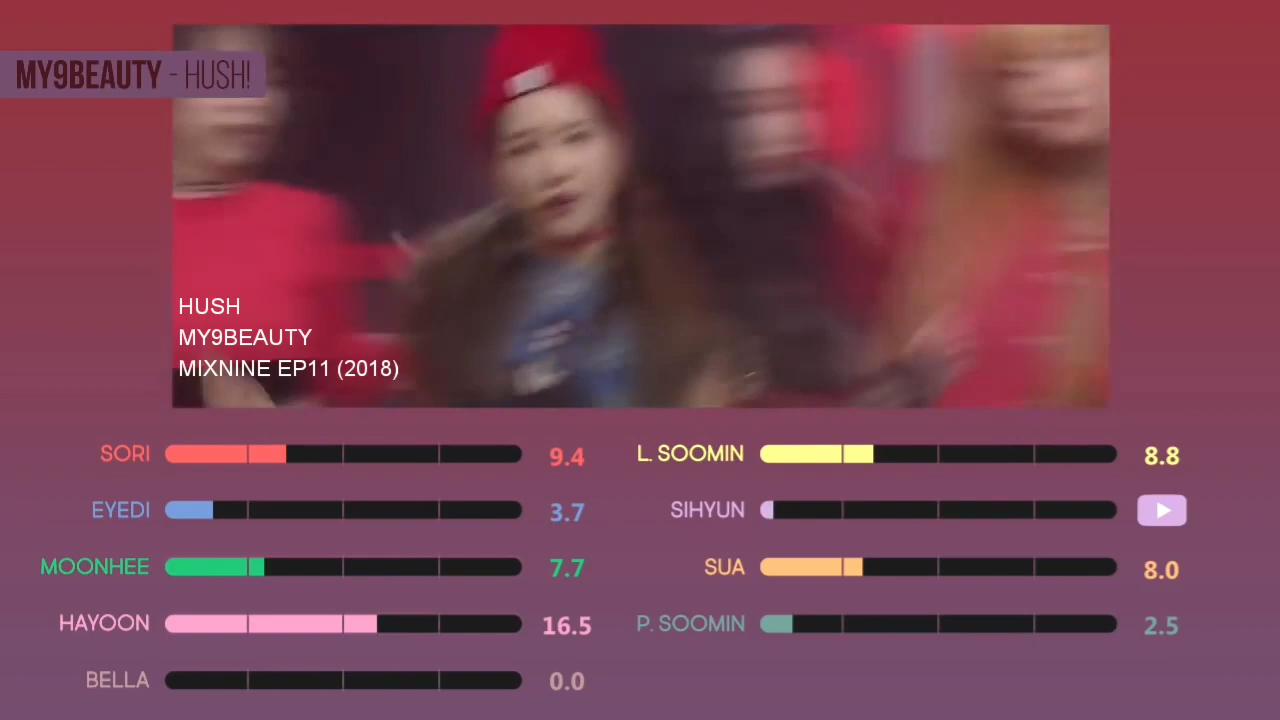 MY9BEAUTY - HUSH!
HUSH
MY9BEAUTY
MIXNINE EP11 (2018)
SORI 9.4
L. SOOMIN 8.8
EYEDI 3.7
SIHYUN
MOONHEE 7.7
SUA 8.0
HAYOON 16.5
P. SOOMIN 2.5
BELLA 0.0